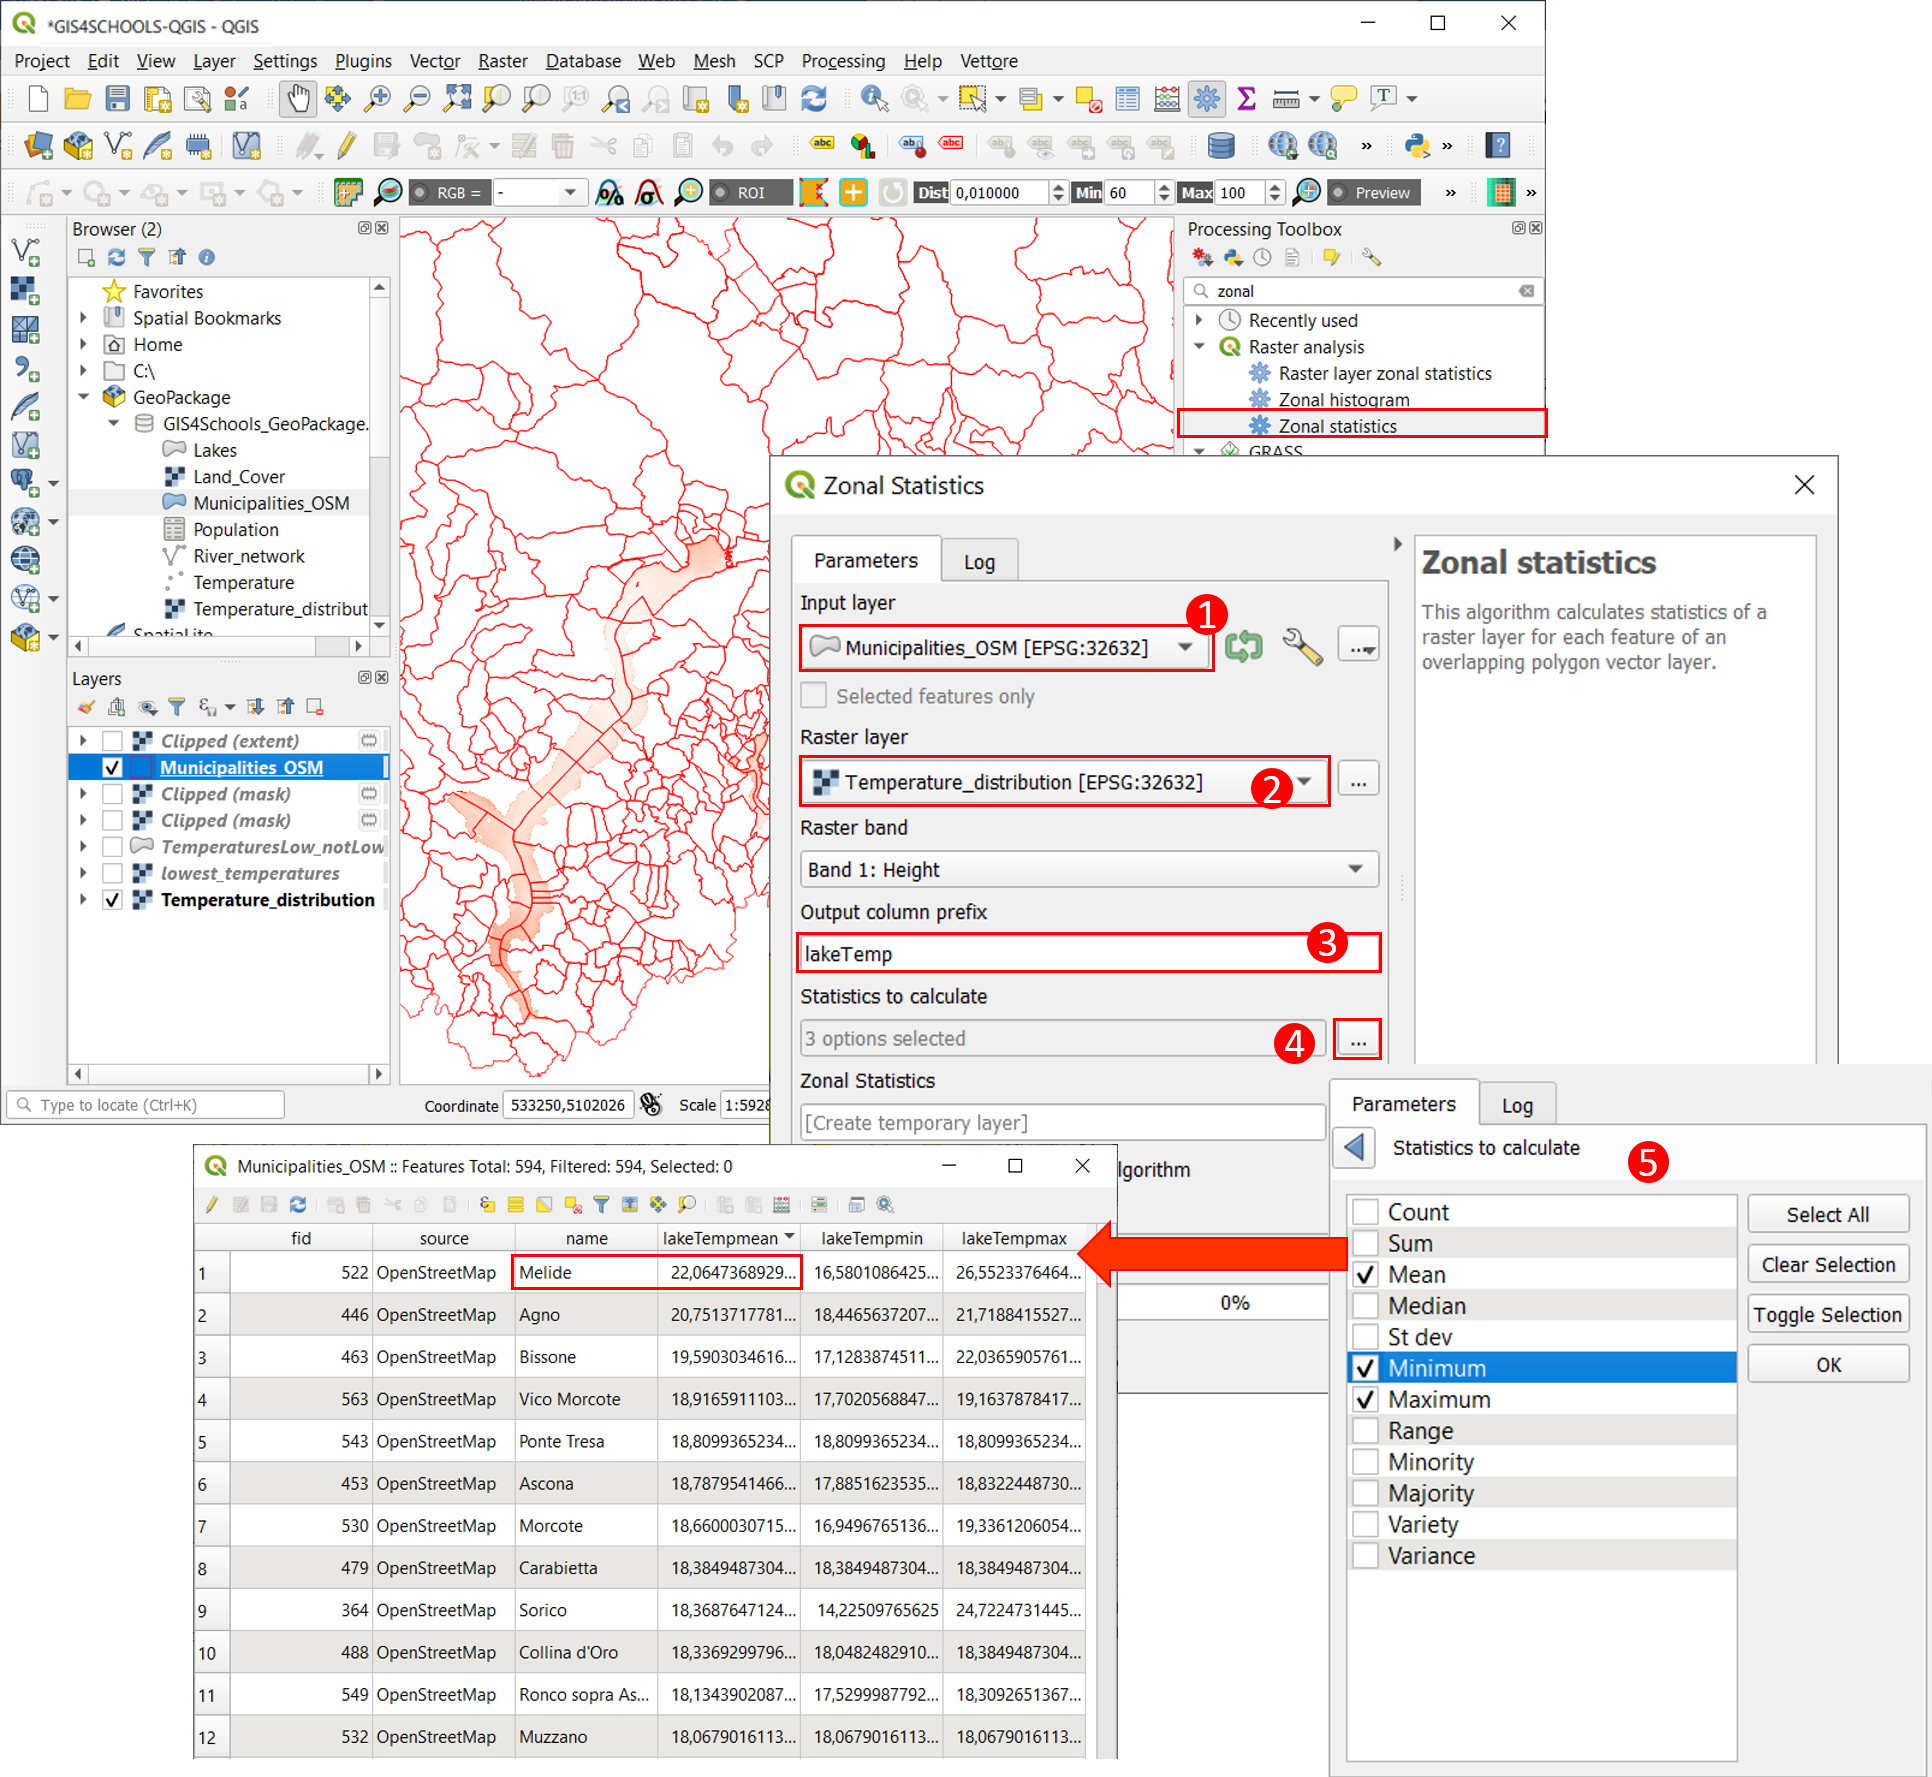 *GIS4SCHOOLS-QGIS - QGIS
Project Edit View Layer Settings Plugins Vector Raster Database Web Mesh SCP Processing Help Vettore
RGB = - ROI Dist 0,010000 Min 60 Max 100 Preview » »
Browser (2)
Favorites
Spatial Bookmarks
Home
C:\
GeoPackage
GIS4Schools_GeoPackage.
Lakes
Land_Cover
Municipalities_OSM
Population
River_network
Temperature
Temperature_distribut
SpatiaLite
Layers
Clipped (extent)
Municipalities_OSM
Clipped (mask)
Clipped (mask)
TemperaturesLow_notLow
lowest_temperatures
Temperature_distribution
Type to locate (Ctrl+K)
Coordinate 533250,5102026 Scale 1:5928
Processing Toolbox
zonal
Recently used
Raster analysis
Raster layer zonal statistics
Zonal histogram
Zonal statistics
GRASS
Zonal Statistics
Parameters Log
Input layer
1
Municipalities_OSM [EPSG:32632] ...
Selected features only
Raster layer
Temperature_distribution [EPSG:32632] 2 ...
Raster band
Band 1: Height
Output column prefix
lakeTemp 3
Statistics to calculate
3 options selected 4 ...
Zonal Statistics
[Create temporary layer]
lgorithm
0%
Zonal statistics
This algorithm calculates statistics of a
raster layer for each feature of an
overlapping polygon vector layer.
Parameters Log
Statistics to calculate 5
Count
Sum
Mean
Median
St dev
Minimum
Maximum
Range
Minority
Majority
Variety
Variance
Select All
Clear Selection
Toggle Selection
OK
Municipalities_OSM :: Features Total: 594, Filtered: 594, Selected: 0
fid source name lakeTempmean lakeTempmin lakeTempmax
1 522 OpenStreetMap Melide 22,0647368929... 16,5801086425... 26,5523376464...
2 446 OpenStreetMap Agno 20,7513717781... 18,4465637207... 21,7188415527...
3 463 OpenStreetMap Bissone 19,5903034616... 17,1283874511... 22,0365905761...
4 563 OpenStreetMap Vico Morcote 18,9165911103... 17,7020568847... 19,1637878417...
5 543 OpenStreetMap Ponte Tresa 18,8099365234... 18,8099365234... 18,8099365234...
6 453 OpenStreetMap Ascona 18,7879541466... 17,8851623535... 18,8322448730...
7 530 OpenStreetMap Morcote 18,6600030715... 16,9496765136... 19,3361206054...
8 479 OpenStreetMap Carabietta 18,3849487304... 18,3849487304... 18,3849487304...
9 364 OpenStreetMap Sorico 18,3687647124... 14,22509765625 24,7224731445...
10 488 OpenStreetMap Collina d'Oro 18,3369299796... 18,0482482910... 18,3849487304...
11 549 OpenStreetMap Ronco sopra As... 18,1343902087... 17,5299987792... 18,3092651367...
12 532 OpenStreetMap Muzzano 18,0679016113... 18,0679016113... 18,0679016113...